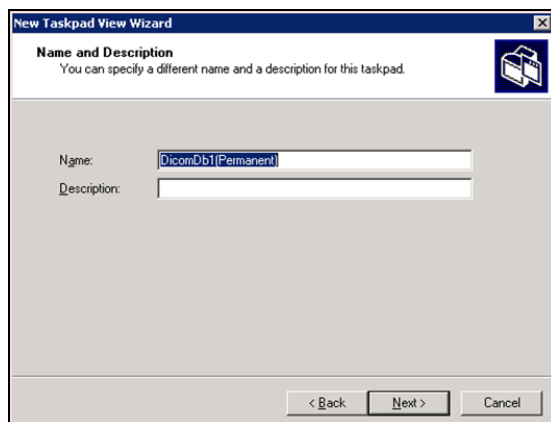 New Taskpad View Wizard
Name and Description
You can specify a different name and a description for this taskpad.
Name: DicomDb1(Permanent)
Description:
< Back Next > Cancel